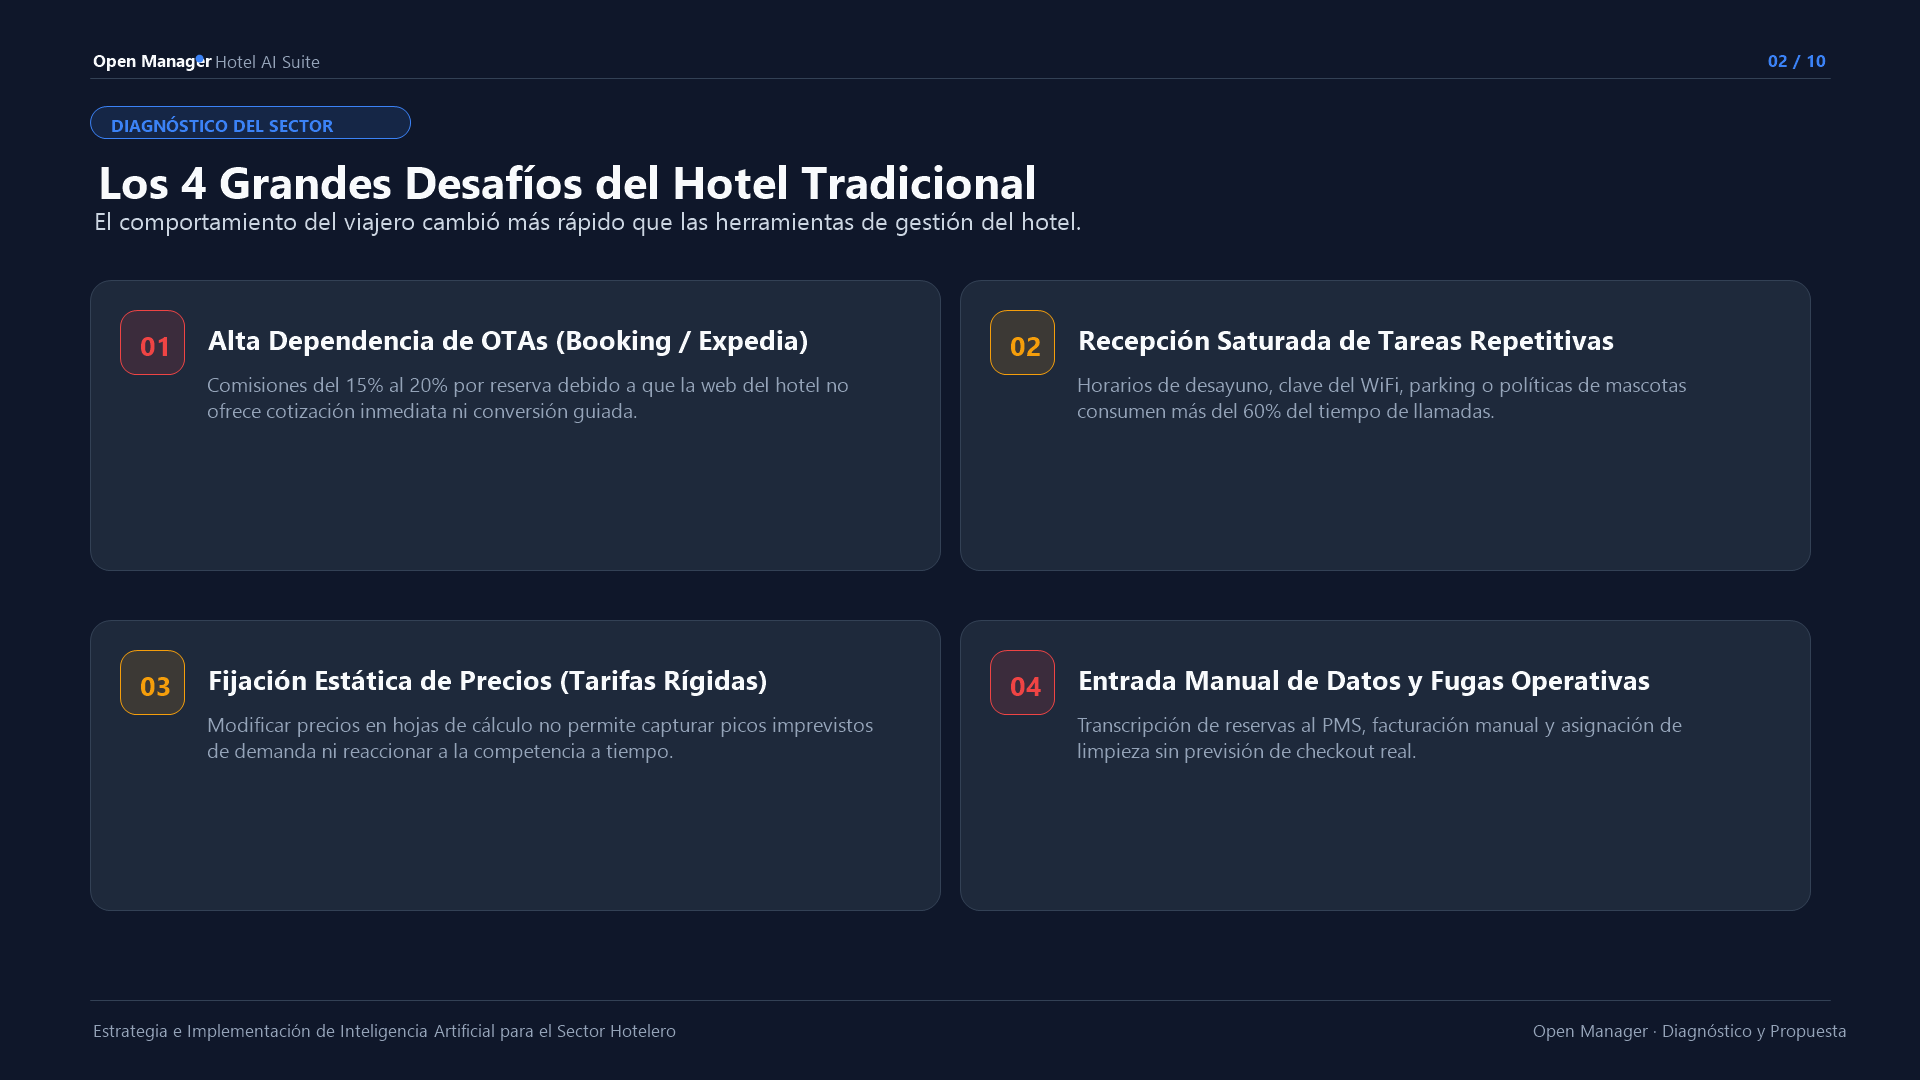 Open Manager Hotel AI Suite
02 / 10
DIAGNÓSTICO DEL SECTOR
Los 4 Grandes Desafíos del Hotel Tradicional
El comportamiento del viajero cambió más rápido que las herramientas de gestión del hotel.
01
Alta Dependencia de OTAs (Booking / Expedia)
Comisiones del 15% al 20% por reserva debido a que la web del hotel no
ofrece cotización inmediata ni conversión guiada.
02
Recepción Saturada de Tareas Repetitivas
Horarios de desayuno, clave del WiFi, parking o políticas de mascotas
consumen más del 60% del tiempo de llamadas.
03
Fijación Estática de Precios (Tarifas Rígidas)
Modificar precios en hojas de cálculo no permite capturar picos imprevistos
de demanda ni reaccionar a la competencia a tiempo.
04
Entrada Manual de Datos y Fugas Operativas
Transcripción de reservas al PMS, facturación manual y asignación de
limpieza sin previsión de checkout real.
Estrategia e Implementación de Inteligencia Artificial para el Sector Hotelero
Open Manager · Diagnóstico y Propuesta